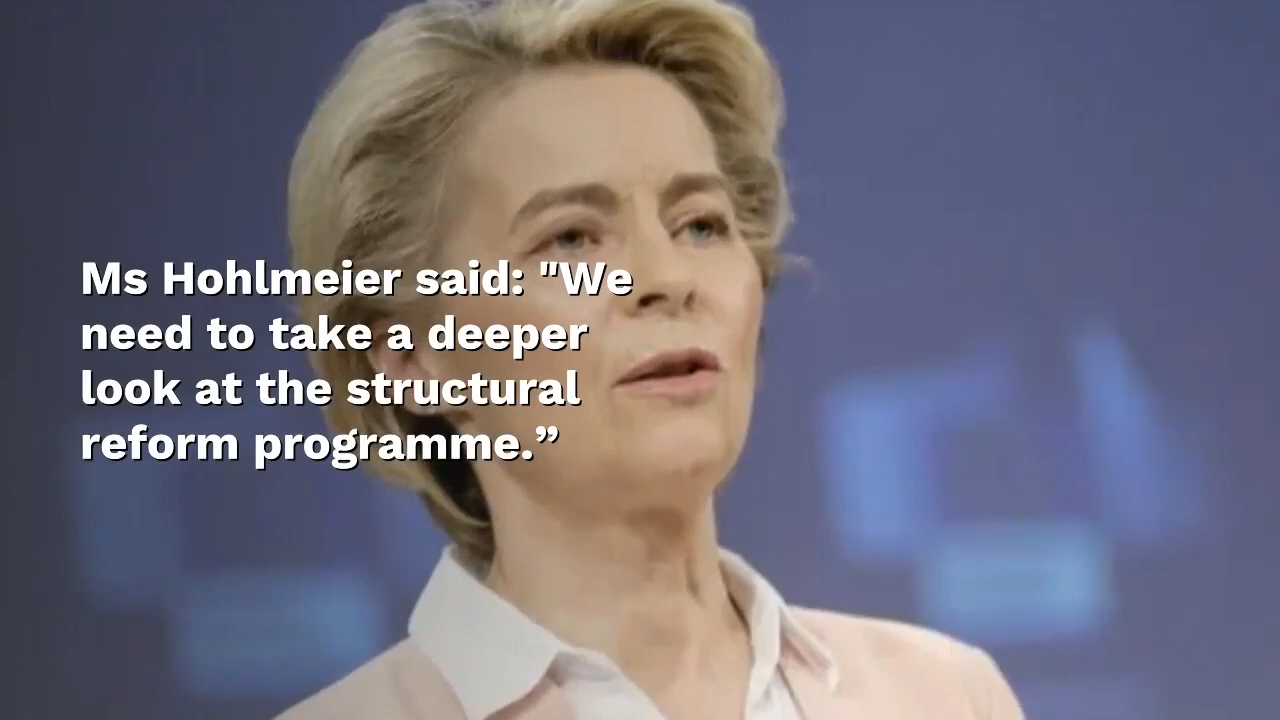 Ms Hohlmeier said: "We
need to take a deeper
look at the structural
reform programme.”